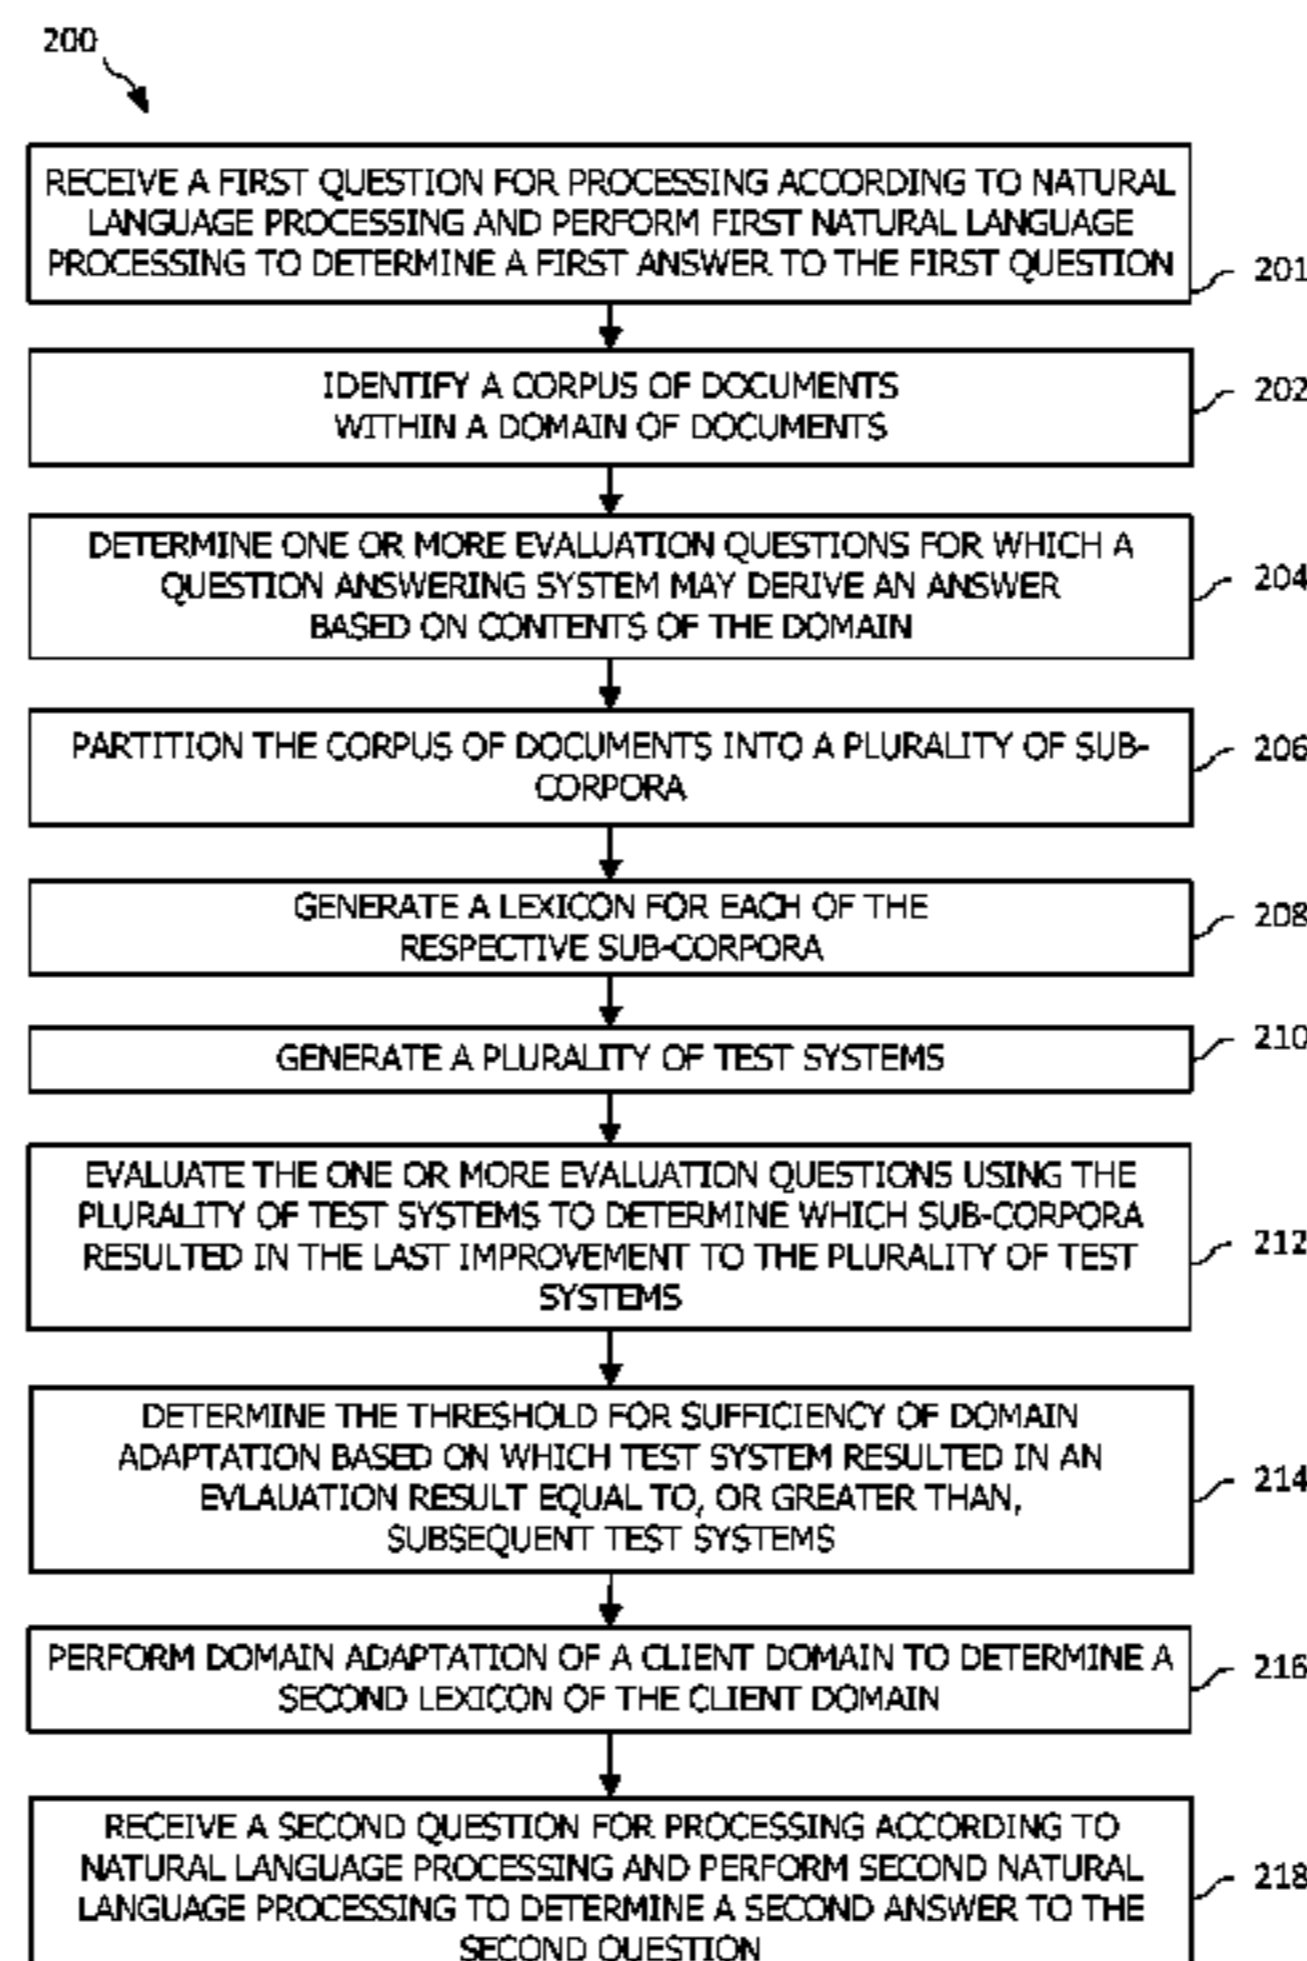 200
RECEIVE A FIRST QUESTION FOR PROCESSING ACCORDING TO NATURAL
LANGUAGE PROCESSING AND PERFORM FIRST NATURAL LANGUAGE
PROCESSING TO DETERMINE A FIRST ANSWER TO THE FIRST QUESTION
201
IDENTIFY A CORPUS OF DOCUMENTS
WITHIN A DOMAIN OF DOCUMENTS
202
DETERMINE ONE OR MORE EVALUATION QUESTIONS FOR WHICH A
QUESTION ANSWERING SYSTEM MAY DERIVE AN ANSWER
BASED ON CONTENTS OF THE DOMAIN
204
PARTITION THE CORPUS OF DOCUMENTS INTO A PLURALITY OF SUB-
CORPORA
206
GENERATE A LEXICON FOR EACH OF THE
RESPECTIVE SUB-CORPORA
208
GENERATE A PLURALITY OF TEST SYSTEMS
210
EVALUATE THE ONE OR MORE EVALUATION QUESTIONS USING THE
PLURALITY OF TEST SYSTEMS TO DETERMINE WHICH SUB-CORPORA
RESULTED IN THE LAST IMPROVEMENT TO THE PLURALITY OF TEST
SYSTEMS
212
DETERMINE THE THRESHOLD FOR SUFFICIENCY OF DOMAIN
ADAPTATION BASED ON WHICH TEST SYSTEM RESULTED IN AN
EVLAUATION RESULT EQUAL TO, OR GREATER THAN,
SUBSEQUENT TEST SYSTEMS
214
PERFORM DOMAIN ADAPTATION OF A CLIENT DOMAIN TO DETERMINE A
SECOND LEXICON OF THE CLIENT DOMAIN
216
RECEIVE A SECOND QUESTION FOR PROCESSING ACCORDING TO
NATURAL LANGUAGE PROCESSING AND PERFORM SECOND NATURAL
LANGUAGE PROCESSING TO DETERMINE A SECOND ANSWER TO THE
SECOND QUESTION
218